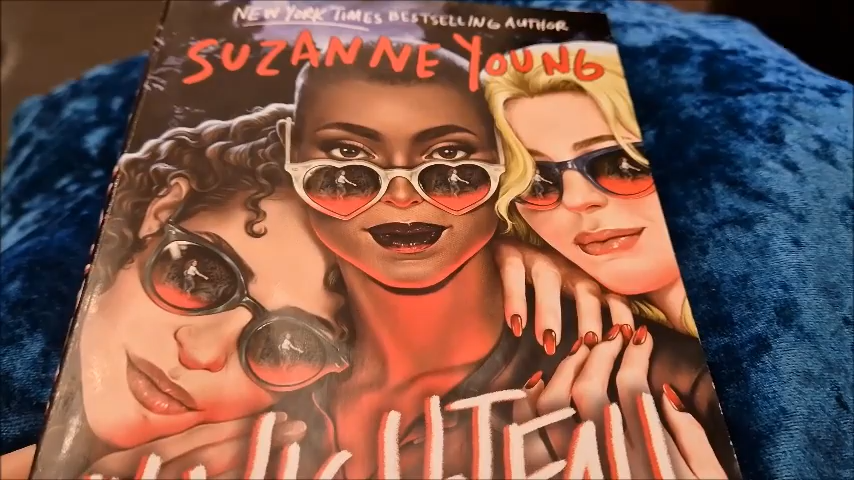 NEW YORK TIMES BESTSELLING AUTHOR
SUZANNE YOUNG